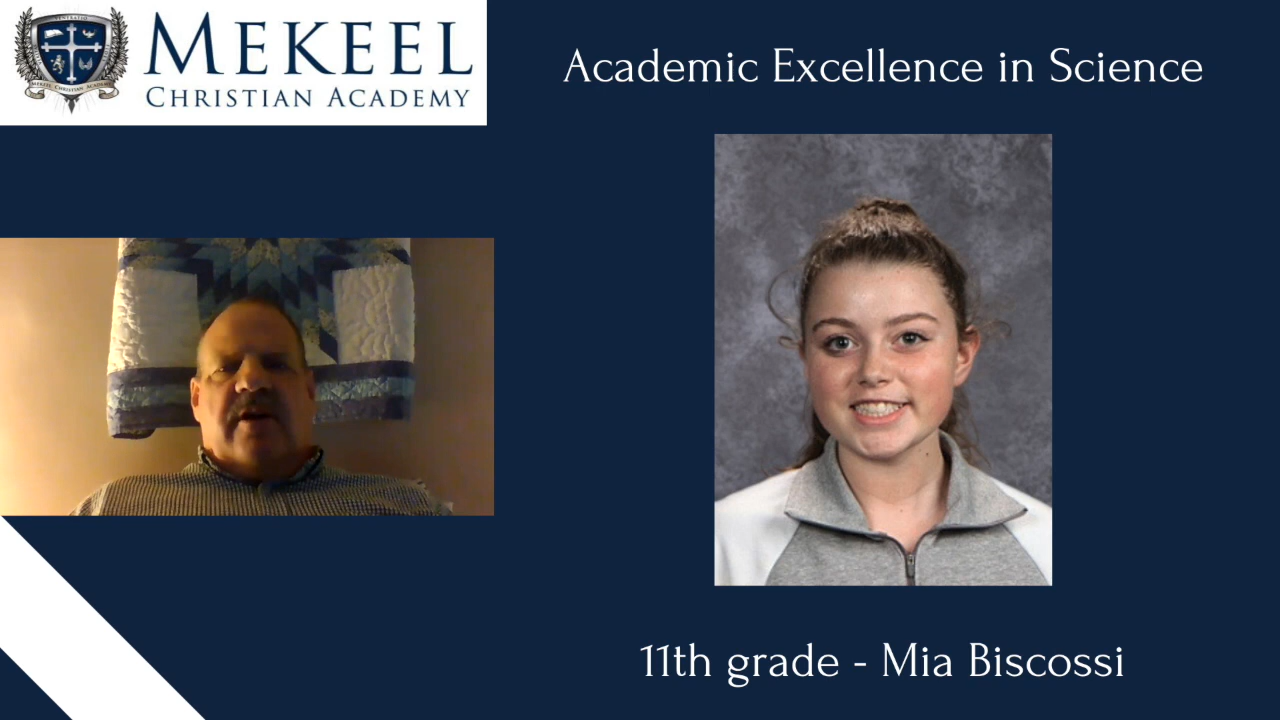 MEKEEL
CHRISTIAN ACADEMY
Academic Excellence in Science
11th grade - Mia Biscossi